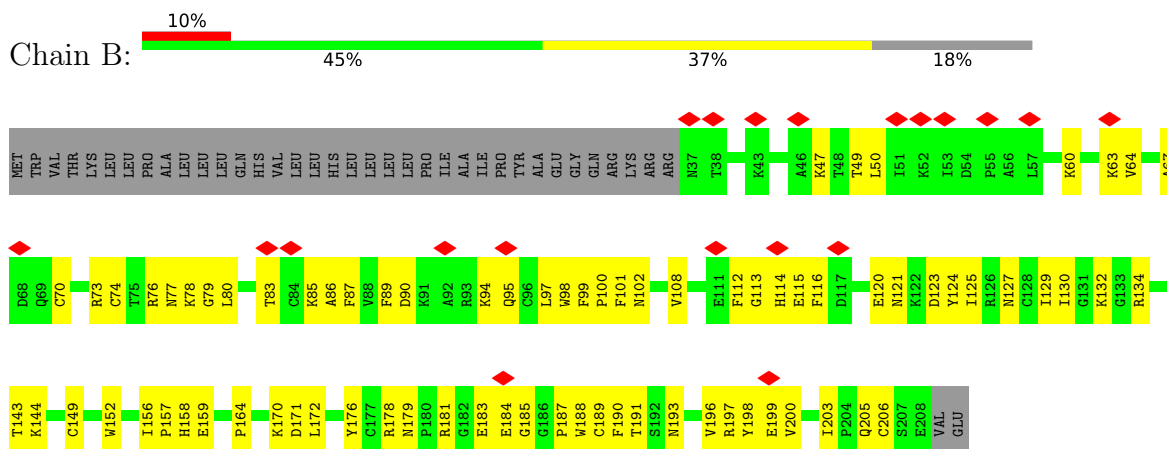 10%
Chain B:
45% 37% 18%
MET TRP VAL THR LYS LEU LEU PRO ALA LEU LEU LEU GLN HIS VAL LEU LEU HIS LEU LEU LEU LEU PRO ILE ALA ILE PRO TYR ALA GLU GLY GLN ARG LYS ARG ARG N37 T38 K43 A46 K47 T48 T49 L50 I51 K52 I53 D54 P55 A56 L57 K60 K63 V64 A67
D68 Q69 C70 R73 C74 T75 R76 N77 K78 G79 L80 T83 C84 K85 A86 F87 V88 F89 D90 K91 A92 R93 K94 Q95 C96 L97 W98 F99 P100 F101 N102 V108 E111 F112 G113 H114 E115 F116 D117 E120 N121 K122 D123 Y124 I125 R126 N127 C128 I129 I130 G131 K132 G133 R134
T143 K144 C149 W152 I156 P157 H158 E159 P164 K170 D171 L172 Y176 C177 R178 N179 P180 R181 G182 E183 E184 G185 G186 P187 W188 C189 F190 T191 S192 N193 V196 R197 Y198 E199 V200 I203 P204 Q205 C206 S207 E208 VAL GLU